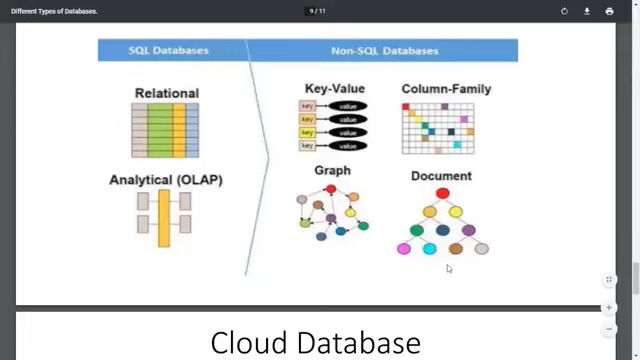 Different Types of Databases.
9 / 11
SQL Databases
Non-SQL Databases
Relational
Analytical (OLAP)
Key-Value
key value
key value
key value
key value
Column-Family
Graph
Document
Cloud Database